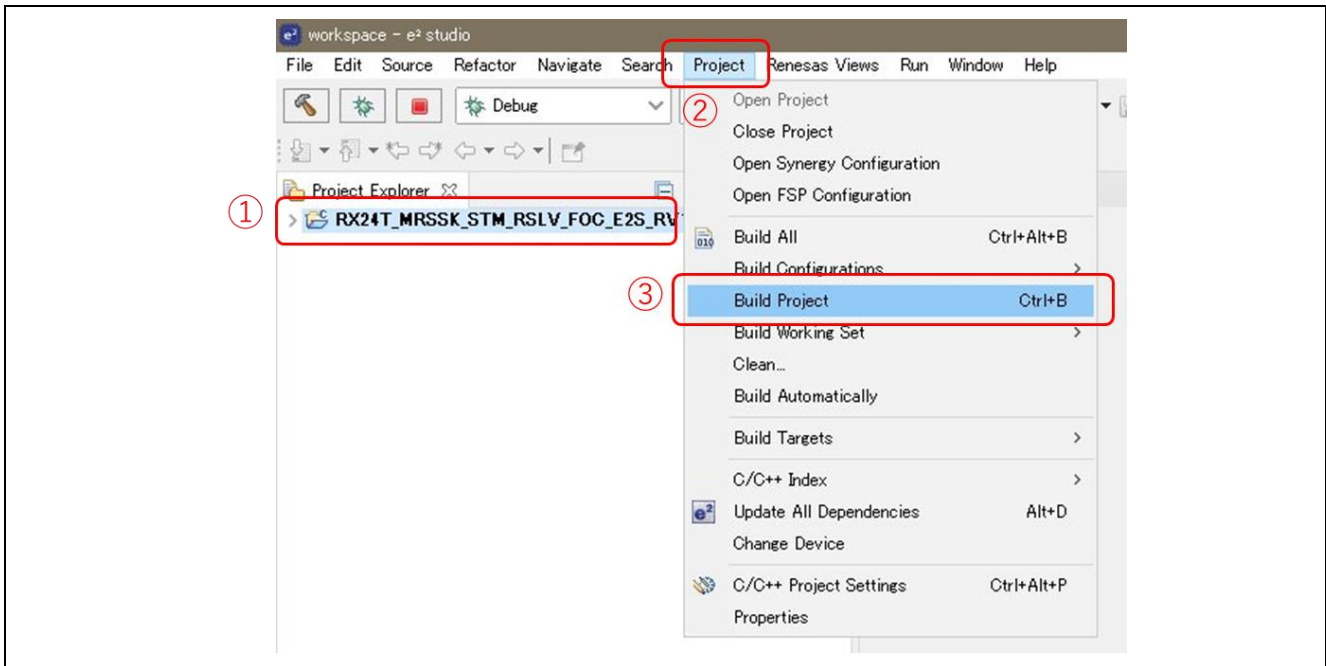 workspace - e² studio
File Edit Source Refactor Navigate Search Project Renesas Views Run Window Help
Debug
②
Open Project
Close Project
Open Synergy Configuration
Project Explorer
Open FSP Configuration
①
RX24T_MRSSK_STM_RSLV_FOC_E2S_RV
Build All Ctrl+Alt+B
Build Configurations
③
Build Project Ctrl+B
Build Working Set
Clean...
Build Automatically
Build Targets
C/C++ Index
Update All Dependencies Alt+D
Change Device
C/C++ Project Settings Ctrl+Alt+P
Properties